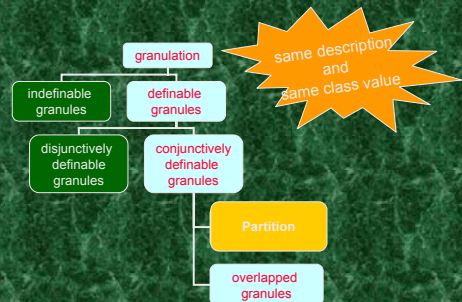 granulation
same description
and
same class value
indefinable
granules
definable
granules
disjunctively
definable
granules
conjunctively
definable
granules
Partition
overlapped
granules